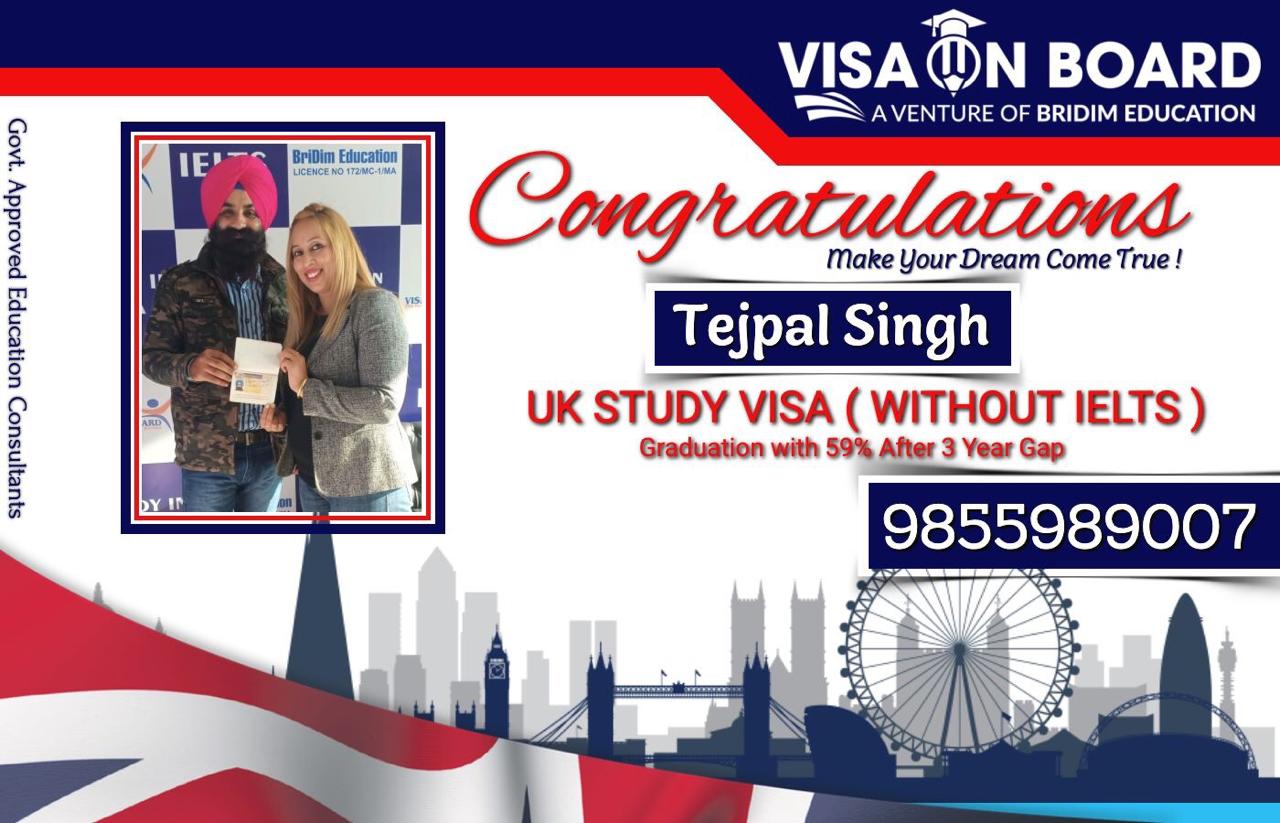 VISA ON BOARD
A VENTURE OF BRIDIM EDUCATION
Govt. Approved Education Consultants
IELTS
BriDim Education
LICENCE NO 172/MC-1/MA
Congratulations
Make Your Dream Come True !
Tejpal Singh
UK STUDY VISA ( WITHOUT IELTS )
Graduation with 59% After 3 Year Gap
9855989007